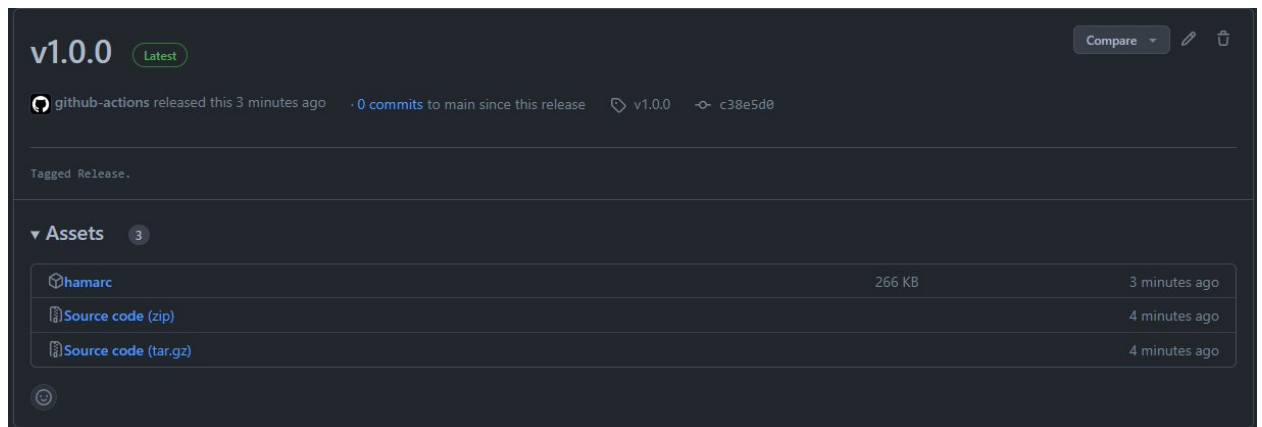 v1.0.0 Latest Compare
github-actions released this 3 minutes ago · 0 commits to main since this release v1.0.0 c38e5d0
Tagged Release.
Assets 3
hamarc 266 KB 3 minutes ago
Source code (zip) 4 minutes ago
Source code (tar.gz) 4 minutes ago